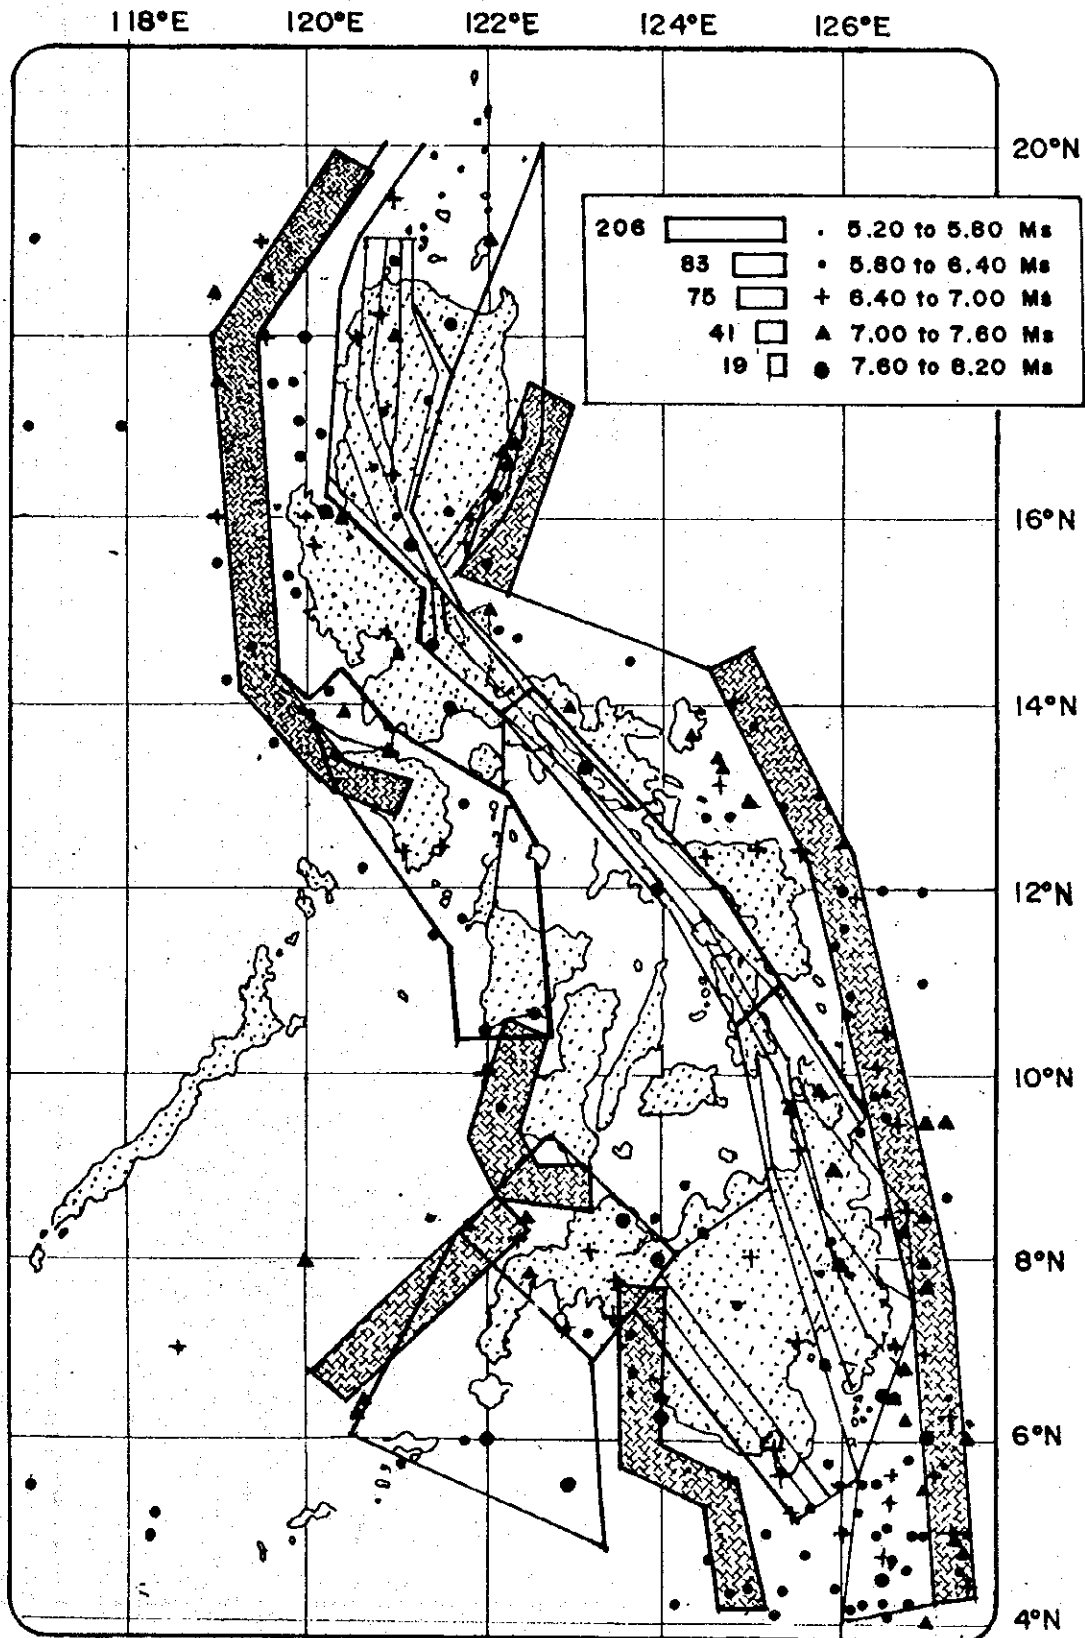 118°E 120°E 122°E 124°E 126°E
20°N
206 . 5.20 to 5.80 Ms
83 • 5.80 to 6.40 Ms
75 + 6.40 to 7.00 Ms
41 ▲ 7.00 to 7.60 Ms
19 ● 7.60 to 8.20 Ms
16°N
14°N
12°N
10°N
8°N
6°N
4°N